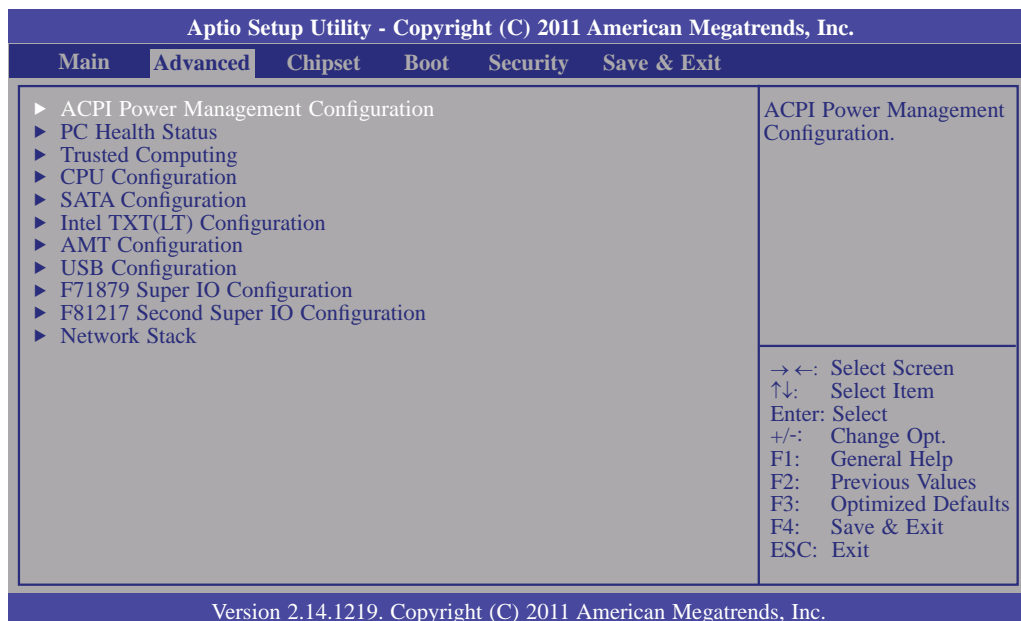 Aptio Setup Utility - Copyright (C) 2011 American Megatrends, Inc.
Main Advanced Chipset Boot Security Save & Exit
▶ ACPI Power Management Configuration
▶ PC Health Status
▶ Trusted Computing
▶ CPU Configuration
▶ SATA Configuration
▶ Intel TXT(LT) Configuration
▶ AMT Configuration
▶ USB Configuration
▶ F71879 Super IO Configuration
▶ F81217 Second Super IO Configuration
▶ Network Stack
ACPI Power Management
Configuration.
→←: Select Screen
↑↓: Select Item
Enter: Select
+/-: Change Opt.
F1: General Help
F2: Previous Values
F3: Optimized Defaults
F4: Save & Exit
ESC: Exit
Version 2.14.1219. Copyright (C) 2011 American Megatrends, Inc.